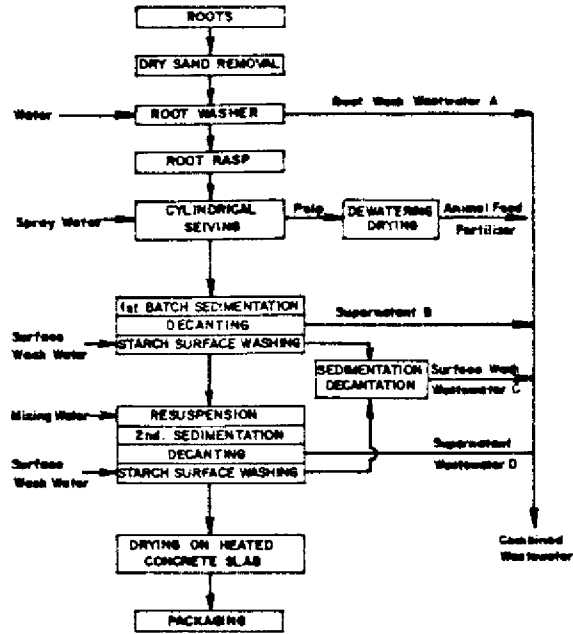 ROOTS
DRY SAND REMOVAL
Water
ROOT WASHER
Root Wash Wastewater A
ROOT RASP
Spray Water
CYLINDRICAL
SEIVING
Pulp
DEWATERING
DRYING
Animal Feed
Fertilizer
1st BATCH SEDIMENTATION
DECANTING
Supernatant B
Surface
Wash Water
STARCH SURFACE WASHING
SEDIMENTATION
DECANTATION
Surface Wash
Wastewater C
Mixing Water
RESUSPENSION
2nd. SEDIMENTATION
DECANTING
Supernatant
Wastewater D
Surface
Wash Water
STARCH SURFACE WASHING
DRYING ON HEATED
CONCRETE SLAB
Combined
Wastewater
PACKAGING